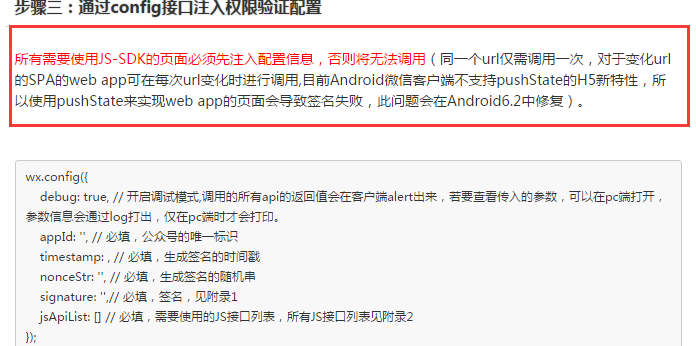 步骤三：通过config接口注入权限验证配置
所有需要使用JS-SDK的页面必须先注入配置信息，否则将无法调用（同一个url仅需调用一次，对于变化url
的SPA的web app可在每次url变化时进行调用,目前Android微信客户端不支持pushState的H5新特性，所
以使用pushState来实现web app的页面会导致签名失败，此问题会在Android6.2中修复）。
wx.config({
debug: true, // 开启调试模式,调用的所有api的返回值会在客户端alert出来，若要查看传入的参数，可以在pc端打开，
参数信息会通过log打出，仅在pc端时才会打印。
appId: '', // 必填，公众号的唯一标识
timestamp: , // 必填，生成签名的时间戳
nonceStr: '', // 必填，生成签名的随机串
signature: '',// 必填，签名，见附录1
jsApiList: [] // 必填，需要使用的JS接口列表，所有JS接口列表见附录2
});